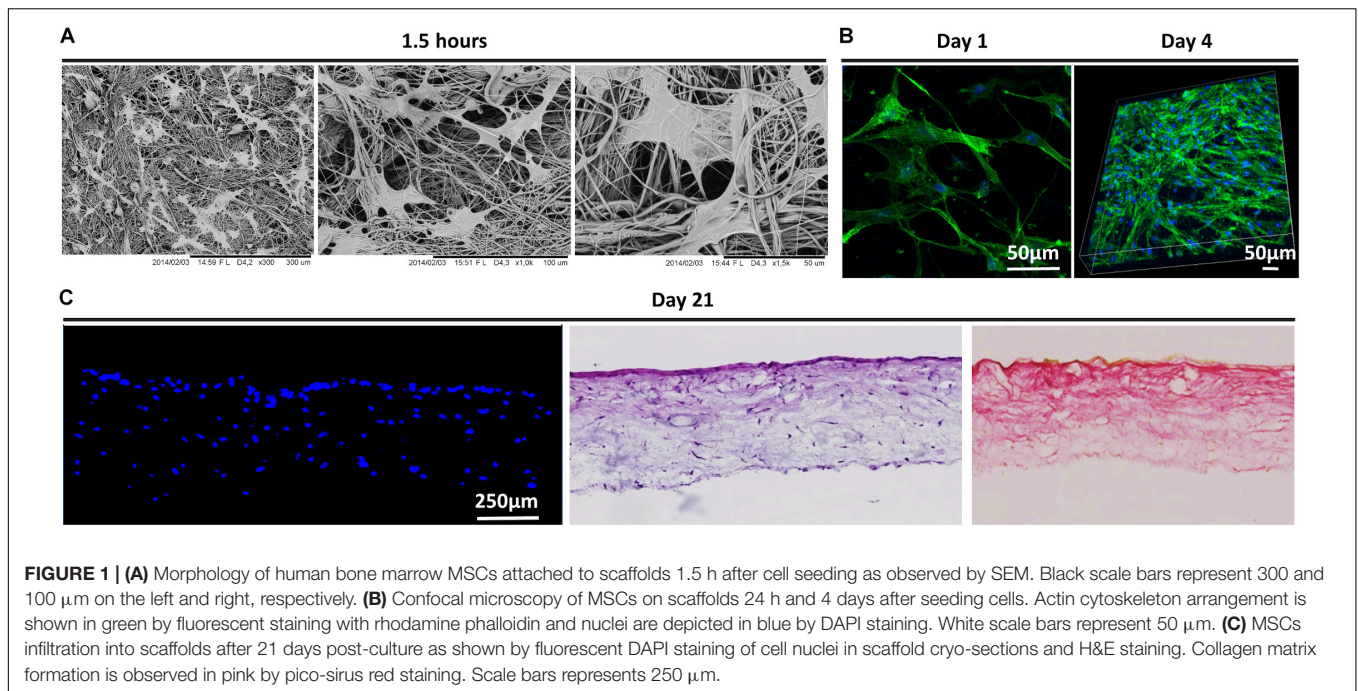 A
1.5 hours
B
Day 1
Day 4
2014/02/03 14:59 F L D4,2 x300 300 um
2014/02/03 15:51 F L D4,3 x1,0k 100 um
2014/02/03 15:44 F L D4,3 x1,5k 50 um
50μm
50μm
C
Day 21
250μm
FIGURE 1 | (A) Morphology of human bone marrow MSCs attached to scaffolds 1.5 h after cell seeding as observed by SEM. Black scale bars represent 300 and
100 μm on the left and right, respectively. (B) Confocal microscopy of MSCs on scaffolds 24 h and 4 days after seeding cells. Actin cytoskeleton arrangement is
shown in green by fluorescent staining with rhodamine phalloidin and nuclei are depicted in blue by DAPI staining. White scale bars represent 50 μm. (C) MSCs
infiltration into scaffolds after 21 days post-culture as shown by fluorescent DAPI staining of cell nuclei in scaffold cryo-sections and H&E staining. Collagen matrix
formation is observed in pink by pico-sirus red staining. Scale bars represents 250 μm.